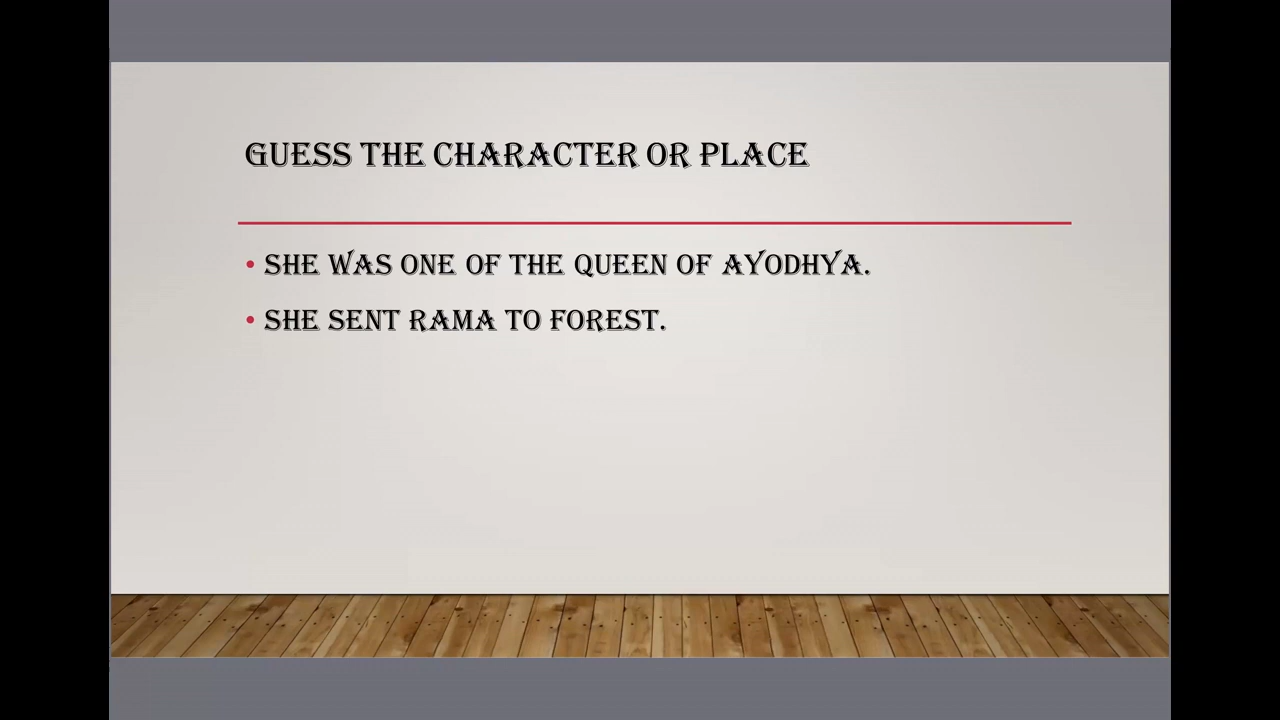 GUESS THE CHARACTER OR PLACE
• SHE WAS ONE OF THE QUEEN OF AYODHYA.
• SHE SENT RAMA TO FOREST.